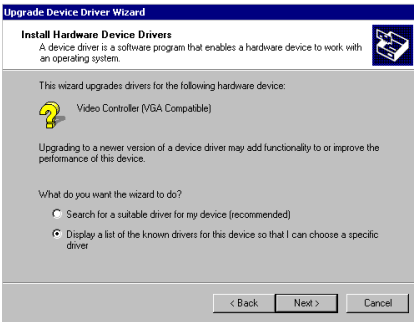 Upgrade Device Driver Wizard
Install Hardware Device Drivers
A device driver is a software program that enables a hardware device to work with
an operating system.
This wizard upgrades drivers for the following hardware device:
Video Controller (VGA Compatible)
Upgrading to a newer version of a device driver may add functionality to or improve the
performance of this device.
What do you want the wizard to do?
Search for a suitable driver for my device (recommended)
Display a list of the known drivers for this device so that I can choose a specific
driver
< Back
Next >
Cancel